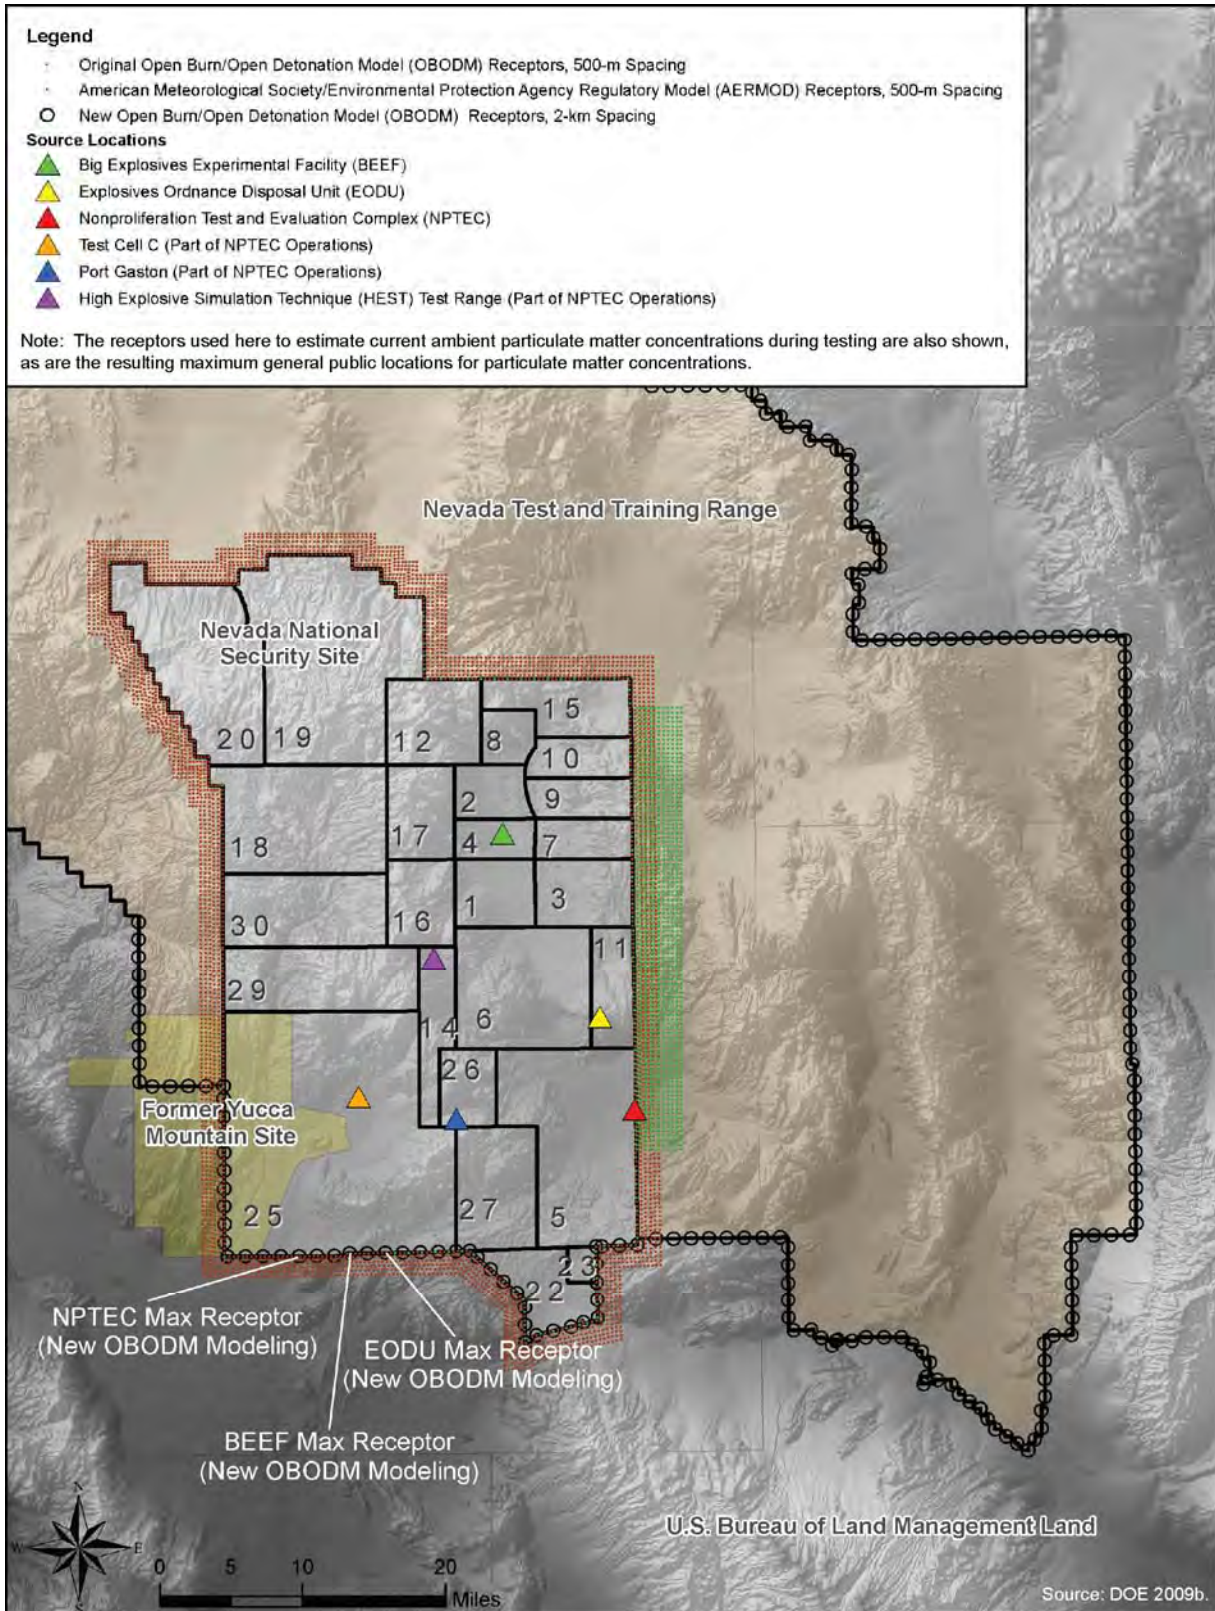 Legend
Original Open Burn/Open Detonation Model (OBODM) Receptors, 500-m Spacing
American Meteorological Society/Environmental Protection Agency Regulatory Model (AERMOD) Receptors, 500-m Spacing
New Open Burn/Open Detonation Model (OBODM) Receptors, 2-km Spacing
Source Locations
Big Explosives Experimental Facility (BEEF)
Explosives Ordnance Disposal Unit (EODU)
Nonproliferation Test and Evaluation Complex (NPTEC)
Test Cell C (Part of NPTEC Operations)
Port Gaston (Part of NPTEC Operations)
High Explosive Simulation Technique (HEST) Test Range (Part of NPTEC Operations)
Note: The receptors used here to estimate current ambient particulate matter concentrations during testing are also shown,
as are the resulting maximum general public locations for particulate matter concentrations.
Nevada Test and Training Range
Nevada National
Security Site
15
20 19 12 8
10
2 9
18 17 4 7
30 16 1 3
11
29
14 6
26
Former Yucca
Mountain Site
25 27 5
23
22
NPTEC Max Receptor
(New OBODM Modeling)
EODU Max Receptor
(New OBODM Modeling)
BEEF Max Receptor
(New OBODM Modeling)
U.S. Bureau of Land Management Land
N
W E
S
0 5 10 20
Miles
Source: DOE 2009b.